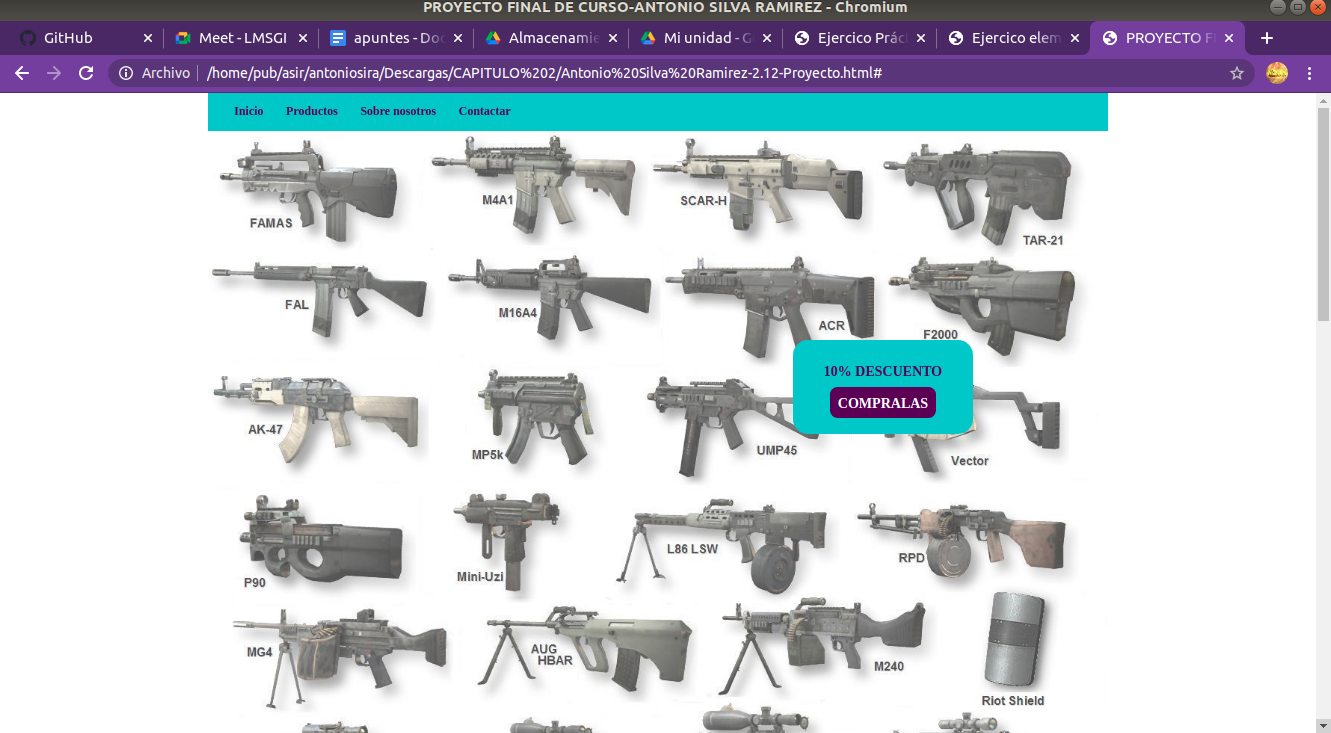 PROYECTO FINAL DE CURSO-ANTONIO SILVA RAMIREZ - Chromium
GitHub
Meet - LMSGI
apuntes - Doc
Almacenamie
Mi unidad - G
Ejercico Prác
Ejercico elem
PROYECTO F
Archivo
/home/pub/asir/antoniosira/Descargas/CAPITULO%202/Antonio%20Silva%20Ramirez-2.12-Proyecto.html#
Inicio Productos Sobre nosotros Contactar
FAMAS
M4A1
SCAR-H
TAR-21
FAL
M16A4
ACR
F2000
10% DESCUENTO
COMPRALAS
AK-47
MP5k
UMP45
Vector
P90
Mini-Uzi
L86 LSW
RPD
MG4
AUG
HBAR
M240
Riot Shield